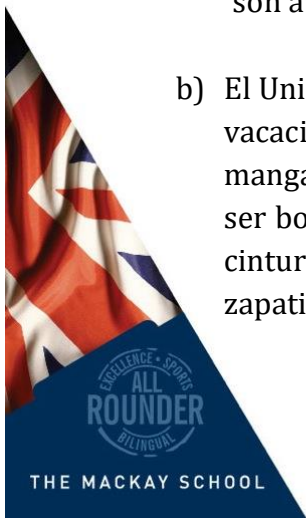 son a
b) El Uni
vacaci
manga
ser bo
cintur
zapati
EXCELLENCE • SPORTS
ALL
ROUNDER
BILINGUAL
THE MACKAY SCHOOL